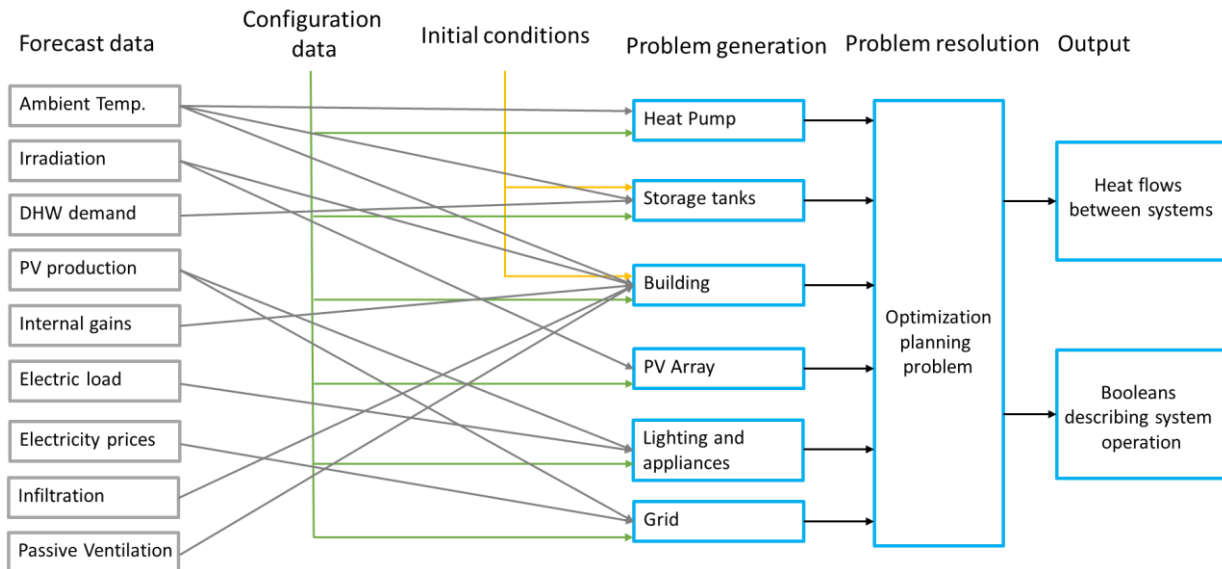 Forecast data
Configuration
data
Initial conditions
Problem generation
Problem resolution
Output
Ambient Temp.
Irradiation
DHW demand
PV production
Internal gains
Electric load
Electricity prices
Infiltration
Passive Ventilation
Heat Pump
Storage tanks
Building
PV Array
Lighting and
appliances
Grid
Optimization
planning
problem
Heat flows
between systems
Booleans
describing system
operation